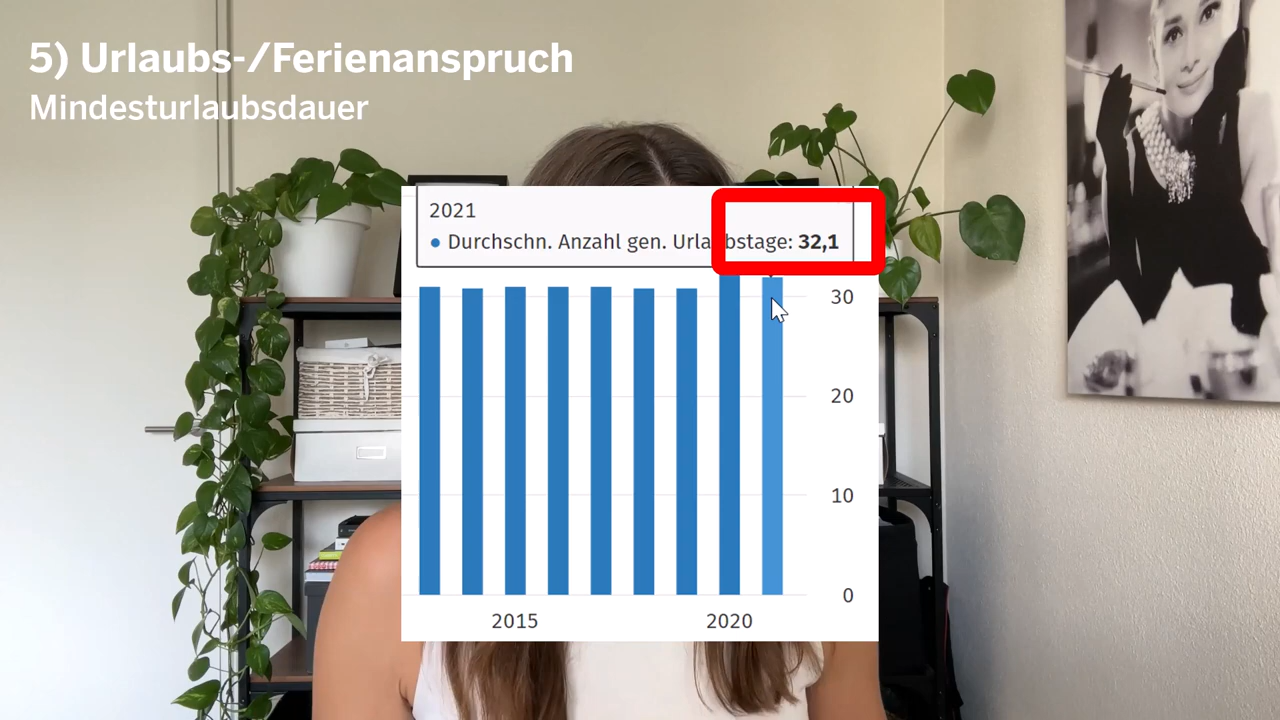 5) Urlaubs-/Ferienanspruch
Mindesturlaubsdauer
2021
● Durchschn. Anzahl gen. Urlaubstage: 32,1
30
20
10
0
2015 2020